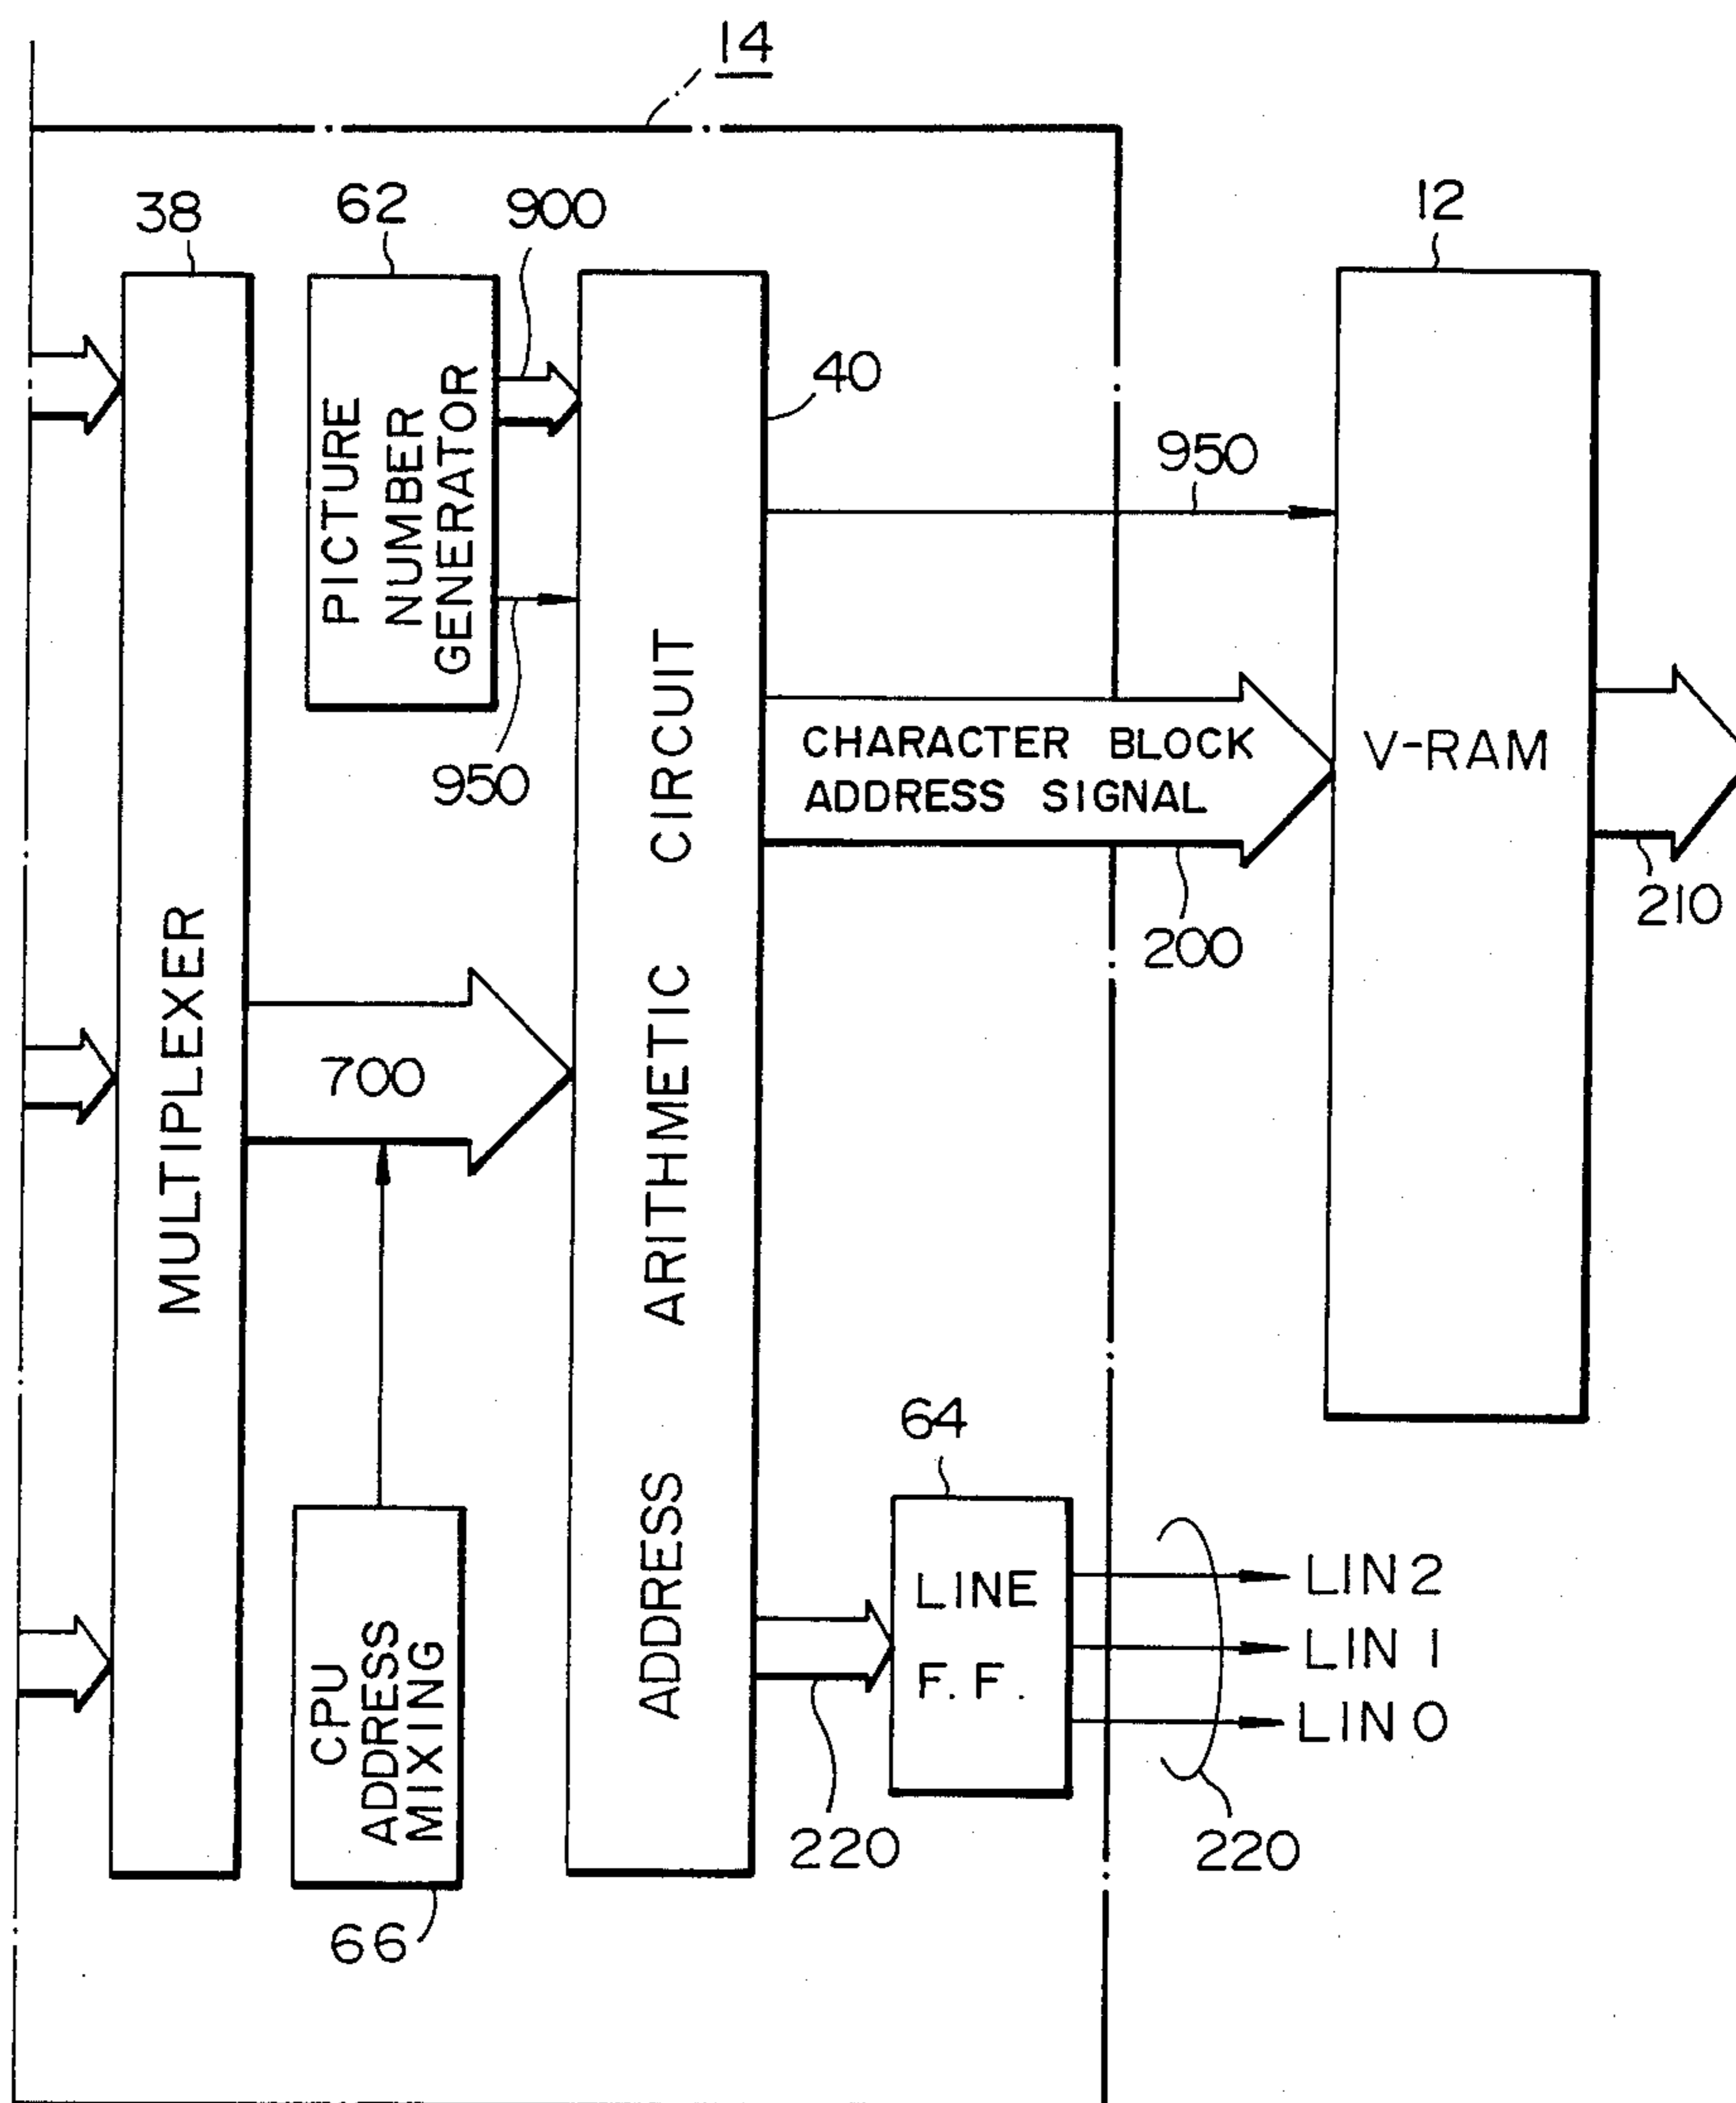 14
38
62
900
12
40
950
PICTURE
NUMBER
GENERATOR
950
CHARACTER BLOCK
ADDRESS SIGNAL
V-RAM
210
200
MULTIPLEXER
700
ADDRESS ARITHMETIC CIRCUIT
64
LINE
F.F.
LIN2
LIN1
LIN0
CPU
ADDRESS
MIXING
220
220
66